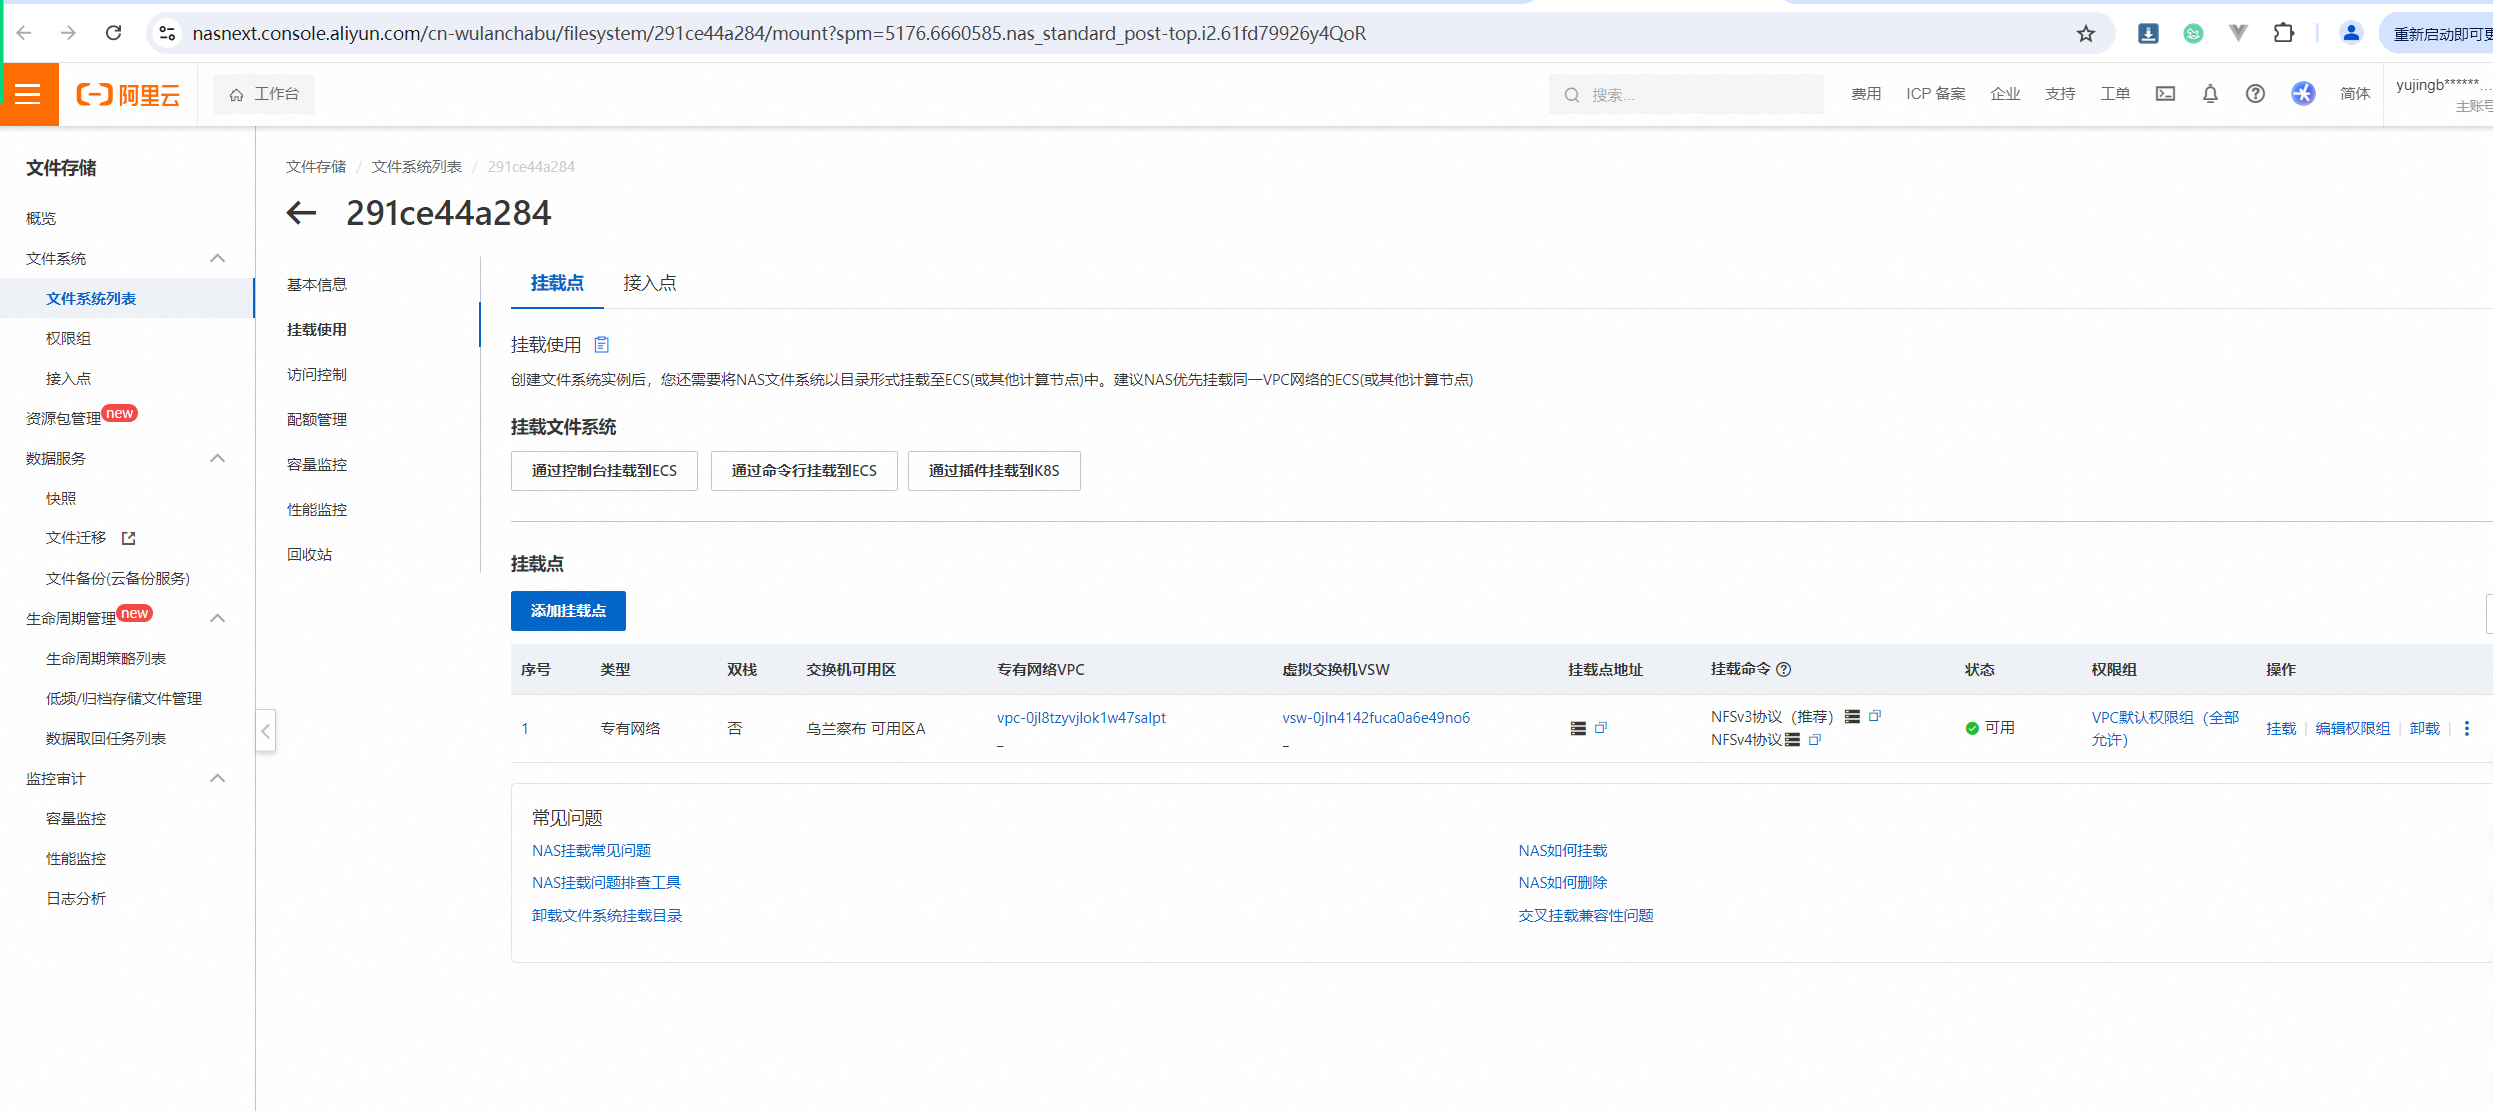 nasnext.console.aliyun.com/cn-wulanchabu/filesystem/291ce44a284/mount?spm=5176.6660585.nas_standard_post-top.i2.61fd79926y4QoR
重新启动即可更
阿里云
工作台
搜索...
费用
ICP 备案
企业
支持
工单
简体
yujingb******...
主账号
文件存储
概览
文件系统
文件系统列表
权限组
接入点
资源包管理 new
数据服务
快照
文件迁移
文件备份(云备份服务)
生命周期管理 new
生命周期策略列表
低频/归档存储文件管理
数据取回任务列表
监控审计
容量监控
性能监控
日志分析
文件存储 / 文件系统列表 / 291ce44a284
291ce44a284
基本信息
挂载使用
访问控制
配额管理
容量监控
性能监控
回收站
挂载点 接入点
挂载使用
创建文件系统实例后，您还需要将NAS文件系统以目录形式挂载至ECS(或其他计算节点)中。建议NAS优先挂载同一VPC网络的ECS(或其他计算节点)
挂载文件系统
通过控制台挂载到ECS 通过命令行挂载到ECS 通过插件挂载到K8S
挂载点
添加挂载点
序号 类型 双栈 交换机可用区 专有网络VPC 虚拟交换机VSW 挂载点地址 挂载命令 状态 权限组 操作
1 专有网络 否 乌兰察布 可用区A vpc-0jl8tzyvjlok1w47salpt vsw-0jln4142fuca0a6e49no6 NFSv3协议（推荐） 可用 VPC默认权限组（全部 挂载 编辑权限组 卸载
– – NFSv4协议 允许）
常见问题
NAS挂载常见问题 NAS如何挂载
NAS挂载问题排查工具 NAS如何删除
卸载文件系统挂载目录 交叉挂载兼容性问题